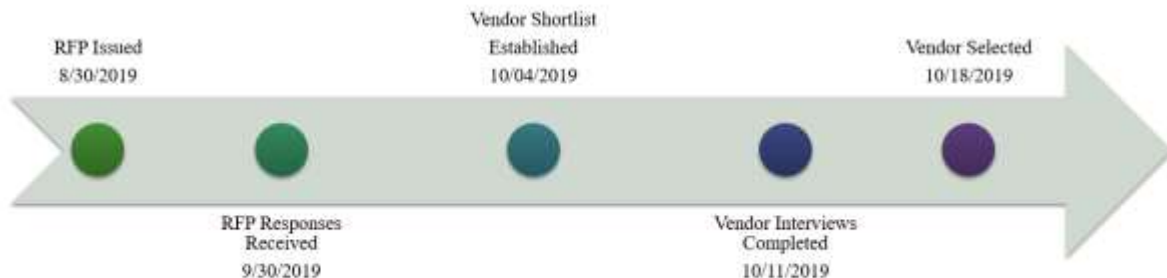 RFP Issued
8/30/2019
RFP Responses
Received
9/30/2019
Vendor Shortlist
Established
10/04/2019
Vendor Interviews
Completed
10/11/2019
Vendor Selected
10/18/2019